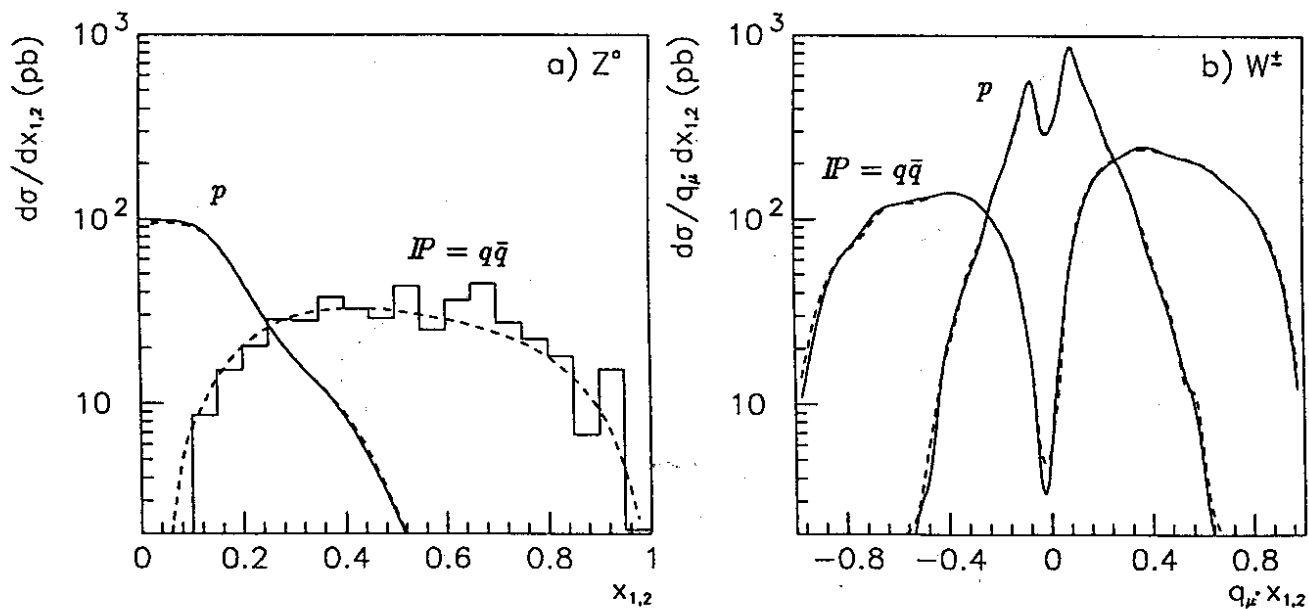 dσ/dx₁,₂ (pb)
10³
10²
10
a) Z°
p
IP = qq̄
0
0.2
0.4
0.6
0.8
1
x₁,₂
dσ/q_μ dx₁,₂ (pb)
10³
10²
10
b) W±
p
IP = qq̄
−0.8
−0.4
0
0.4
0.8
q_μ· x₁,₂